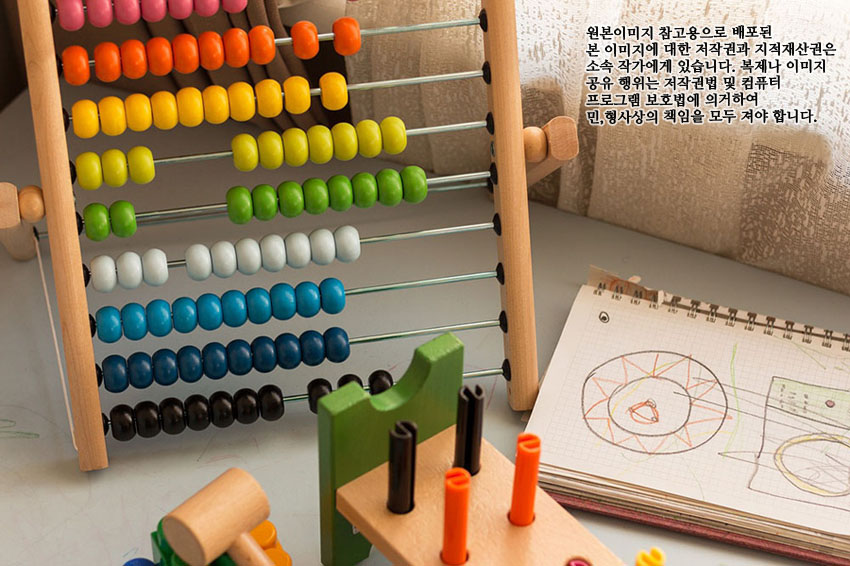 원본이미지 참고용으로 배포된
본 이미지에 대한 저작권과 지적재산권은
소속 작가에게 있습니다. 복제나 이미지
공유 행위는 저작권법 및 컴퓨터
프로그램 보호법에 의거하여
민,형사상의 책임을 모두 져야 합니다.